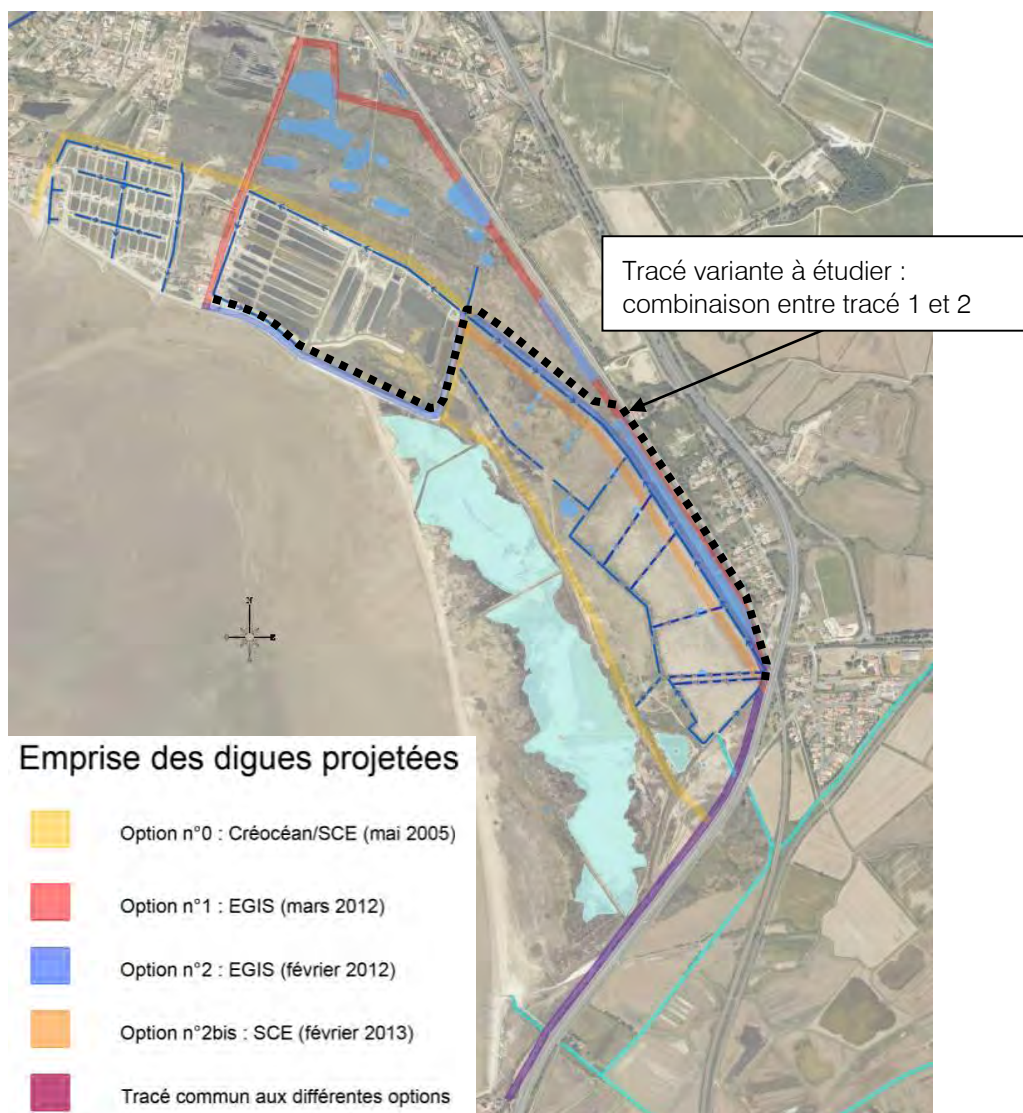 Tracé variante à étudier :
combinaison entre tracé 1 et 2
N
E
Emprise des digues projetées
Option n°0 : Créocéan/SCE (mai 2005)
Option n°1 : EGIS (mars 2012)
Option n°2 : EGIS (février 2012)
Option n°2bis : SCE (février 2013)
Tracé commun aux différentes options